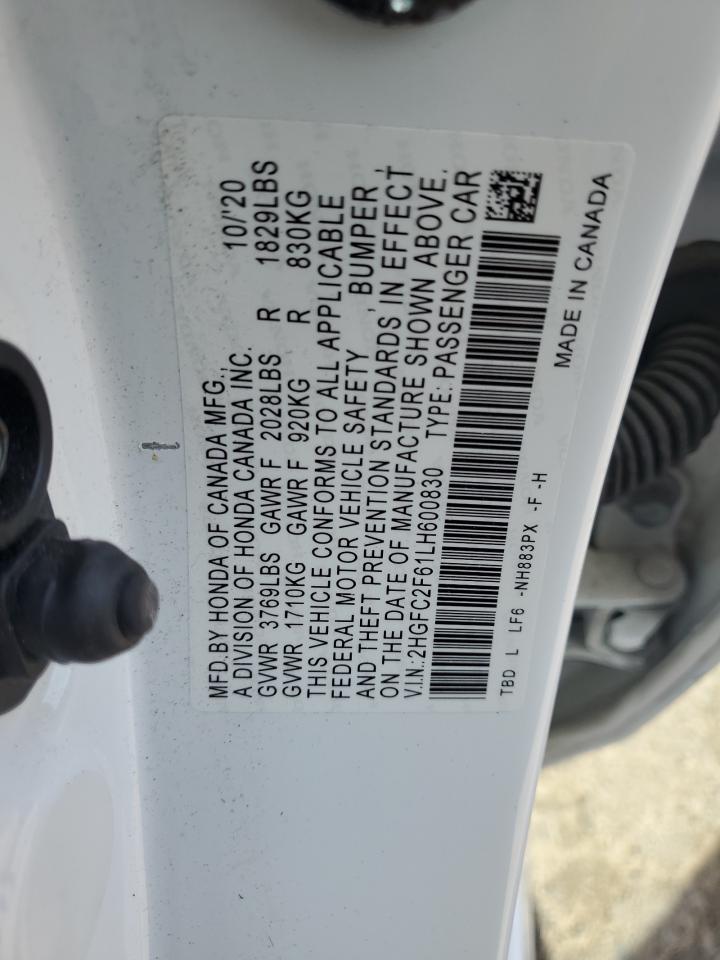 MFD.BY HONDA OF CANADA MFG., 10/'20
A DIVISION OF HONDA CANADA INC.
GVWR 3769LBS GAWR F 2028LBS R 1829LBS
GVWR 1710KG GAWR F 920KG R 830KG
THIS VEHICLE CONFORMS TO ALL APPLICABLE
FEDERAL MOTOR VEHICLE SAFETY , BUMPER ,
AND THEFT PREVENTION STANDARDS IN EFFECT
ON THE DATE OF MANUFACTURE SHOWN ABOVE.
V.I.N.:2HGFC2F61LH600830 TYPE: PASSENGER CAR
TBD L LF6 -NH883PX -F -H MADE IN CANADA